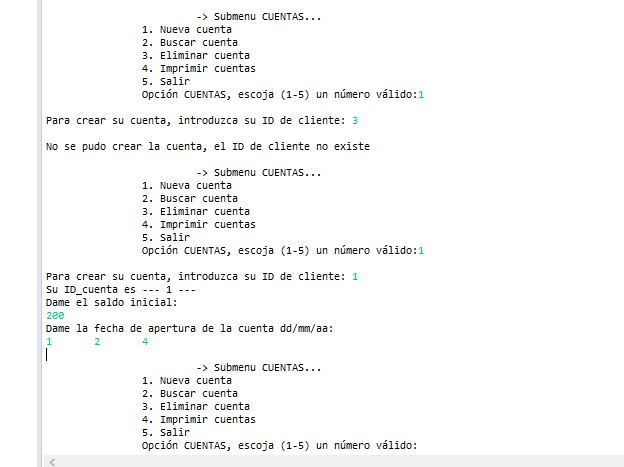 -> Submenu CUENTAS...
1. Nueva cuenta
2. Buscar cuenta
3. Eliminar cuenta
4. Imprimir cuentas
5. Salir
Opción CUENTAS, escoja (1-5) un número válido:1
Para crear su cuenta, introduzca su ID de cliente: 3
No se pudo crear la cuenta, el ID de cliente no existe
-> Submenu CUENTAS...
1. Nueva cuenta
2. Buscar cuenta
3. Eliminar cuenta
4. Imprimir cuentas
5. Salir
Opción CUENTAS, escoja (1-5) un número válido:1
Para crear su cuenta, introduzca su ID de cliente: 1
Su ID_cuenta es --- 1 ---
Dame el saldo inicial:
200
Dame la fecha de apertura de la cuenta dd/mm/aa:
1 2 4
-> Submenu CUENTAS...
1. Nueva cuenta
2. Buscar cuenta
3. Eliminar cuenta
4. Imprimir cuentas
5. Salir
Opción CUENTAS, escoja (1-5) un número válido: